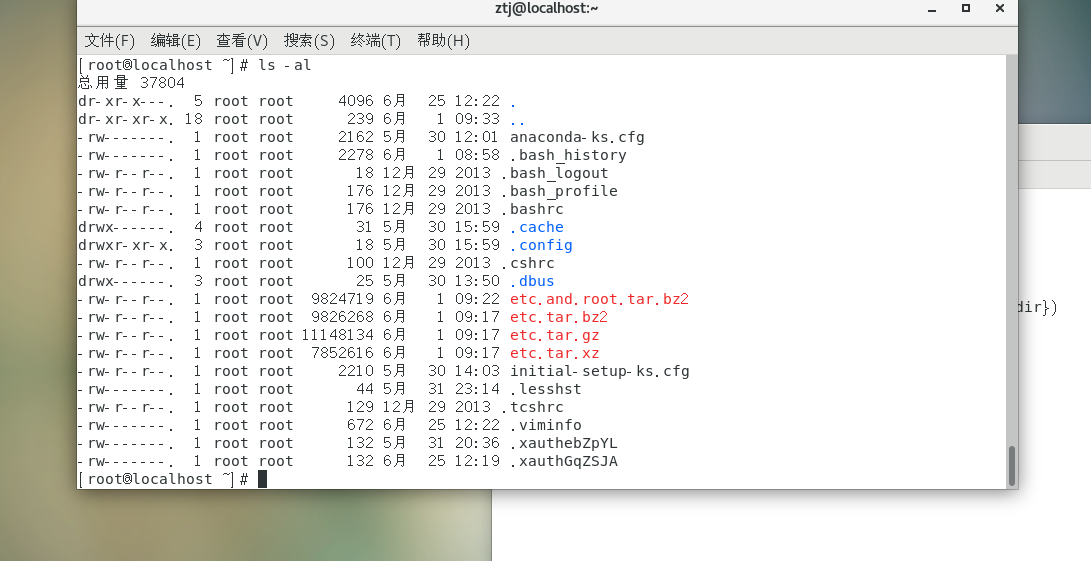 ztj@localhost:~
文件(F) 编辑(E) 查看(V) 搜索(S) 终端(T) 帮助(H)
[root@localhost ~]# ls -al
总用量 37804
dr-xr-x---.  5 root root     4096 6月  25 12:22 .
dr-xr-xr-x. 18 root root      239 6月   1 09:33 ..
-rw-------.  1 root root     2162 5月  30 12:01 anaconda-ks.cfg
-rw-------.  1 root root     2278 6月   1 08:58 .bash_history
-rw-r--r--.  1 root root       18 12月 29 2013 .bash_logout
-rw-r--r--.  1 root root      176 12月 29 2013 .bash_profile
-rw-r--r--.  1 root root      176 12月 29 2013 .bashrc
drwx------.  4 root root       31 5月  30 15:59 .cache
drwxr-xr-x.  3 root root       18 5月  30 15:59 .config
-rw-r--r--.  1 root root      100 12月 29 2013 .cshrc
drwx------.  3 root root       25 5月  30 13:50 .dbus
-rw-r--r--.  1 root root  9824719 6月   1 09:22 etc.and.root.tar.bz2
-rw-r--r--.  1 root root  9826268 6月   1 09:17 etc.tar.bz2
-rw-r--r--.  1 root root 11148134 6月   1 09:17 etc.tar.gz
-rw-r--r--.  1 root root  7852616 6月   1 09:17 etc.tar.xz
-rw-r--r--.  1 root root     2210 5月  30 14:03 initial-setup-ks.cfg
-rw-------.  1 root root       44 5月  31 23:14 .lesshst
-rw-r--r--.  1 root root      129 12月 29 2013 .tcshrc
-rw-------.  1 root root      672 6月  25 12:22 .viminfo
-rw-------.  1 root root      132 5月  31 20:36 .xauthebZpYL
-rw-------.  1 root root      132 6月  25 12:19 .xauthGqZSJA
[root@localhost ~]#
dir})